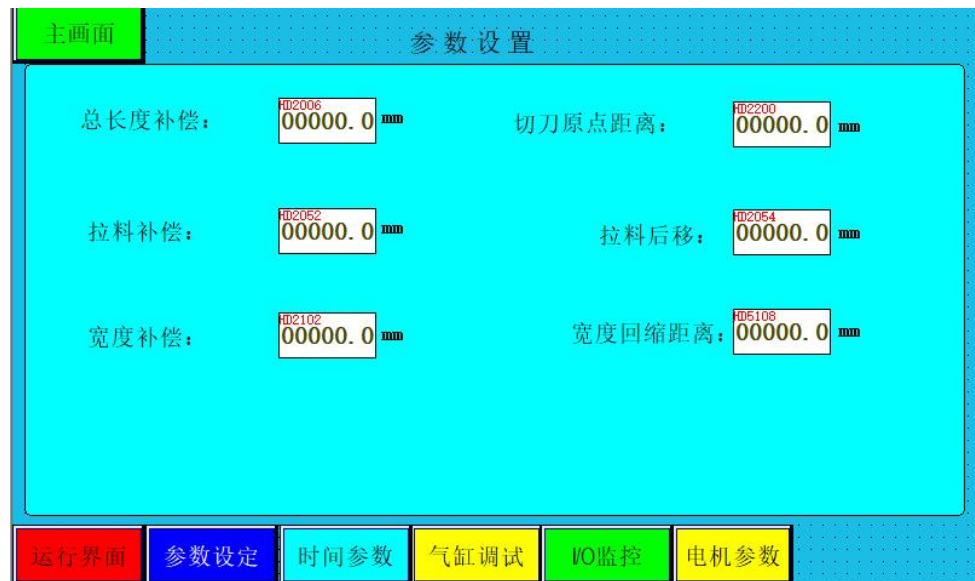 主画面
参数设置
总长度补偿： HD2006 00000.0 mm 切刀原点距离： HD2200 00000.0 mm
拉料补偿： HD2052 00000.0 mm 拉料后移： HD2054 00000.0 mm
宽度补偿： HD2102 00000.0 mm 宽度回缩距离： HD5108 00000.0 mm
运行界面 参数设定 时间参数 气缸调试 I/O监控 电机参数